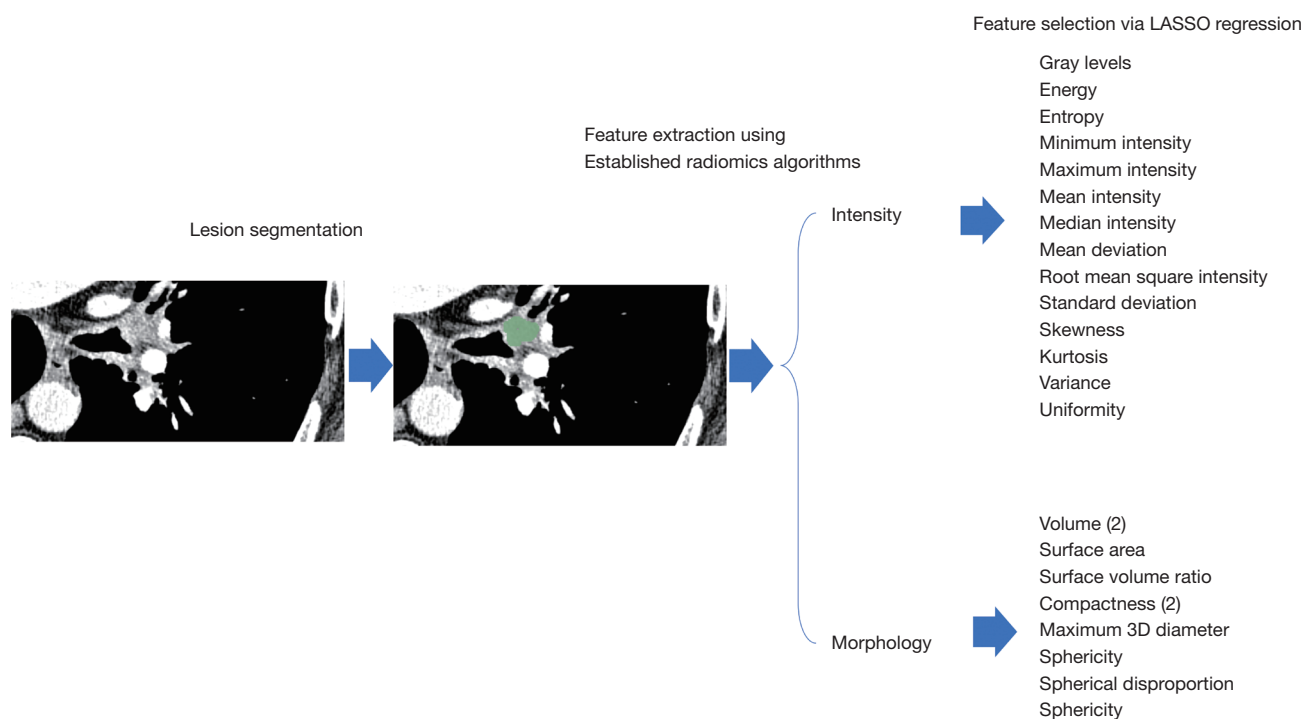 Feature selection via LASSO regression
Gray levels
Energy
Entropy
Minimum intensity
Maximum intensity
Mean intensity
Median intensity
Mean deviation
Root mean square intensity
Standard deviation
Skewness
Kurtosis
Variance
Uniformity
Feature extraction using
Established radiomics algorithms
Intensity
Lesion segmentation
Volume (2)
Surface area
Surface volume ratio
Compactness (2)
Maximum 3D diameter
Sphericity
Spherical disproportion
Sphericity
Morphology